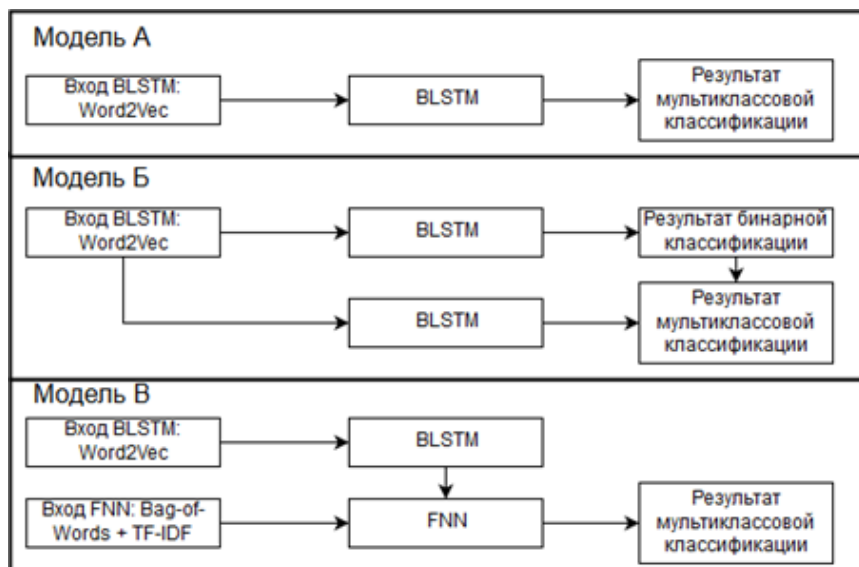 Модель А
Вход BLSTM:
Word2Vec
BLSTM
Результат
мультиклассовой
классификации
Модель Б
Вход BLSTM:
Word2Vec
BLSTM
Результат бинарной
классификации
BLSTM
Результат
мультиклассовой
классификации
Модель В
Вход BLSTM:
Word2Vec
BLSTM
Вход FNN: Bag-of-
Words + TF-IDF
FNN
Результат
мультиклассовой
классификации